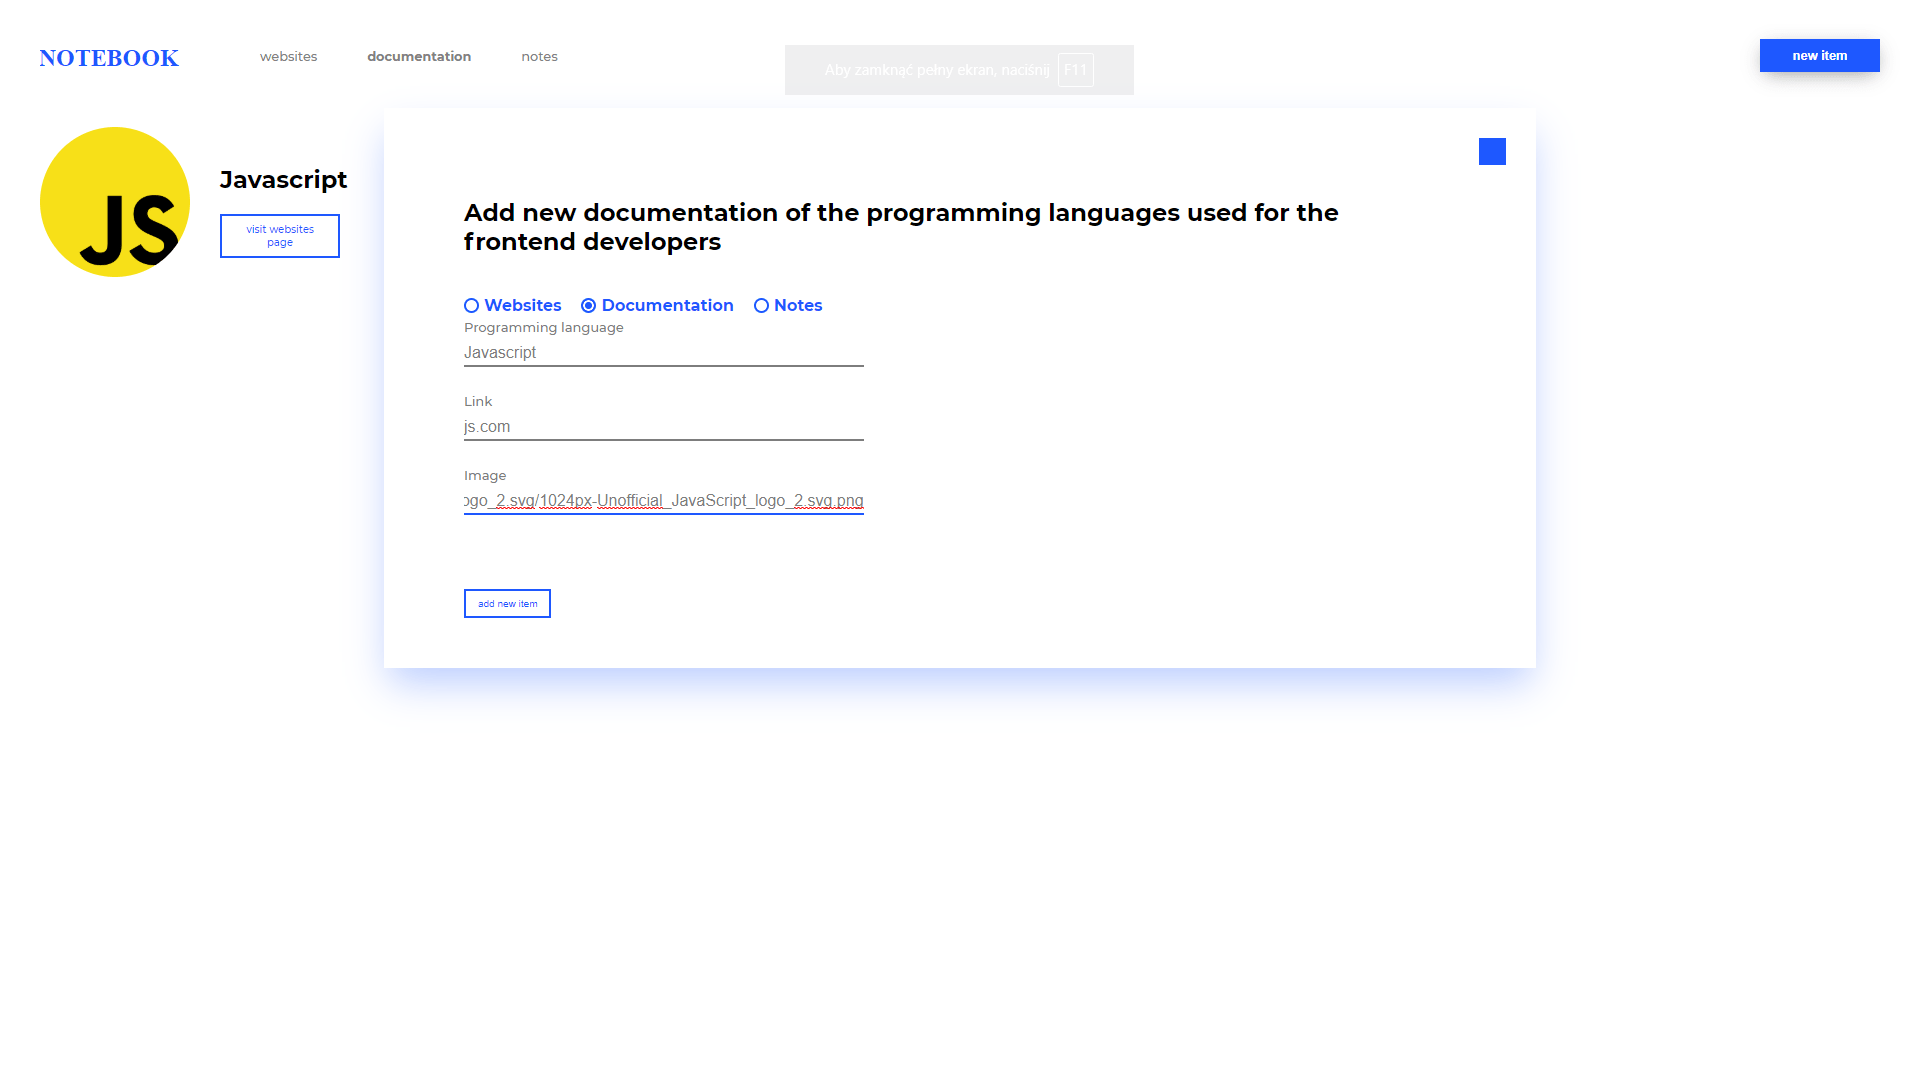 NOTEBOOK
websites
documentation
notes
Aby zamknąć pełny ekran, naciśnij F11
new item
JS
Javascript
visit websites
page
Add new documentation of the programming languages used for the
frontend developers
Websites
Documentation
Notes
Programming language
Javascript
Link
js.com
Image
ogo_2.svg/1024px-Unofficial_JavaScript_logo_2.svg.png
add new item